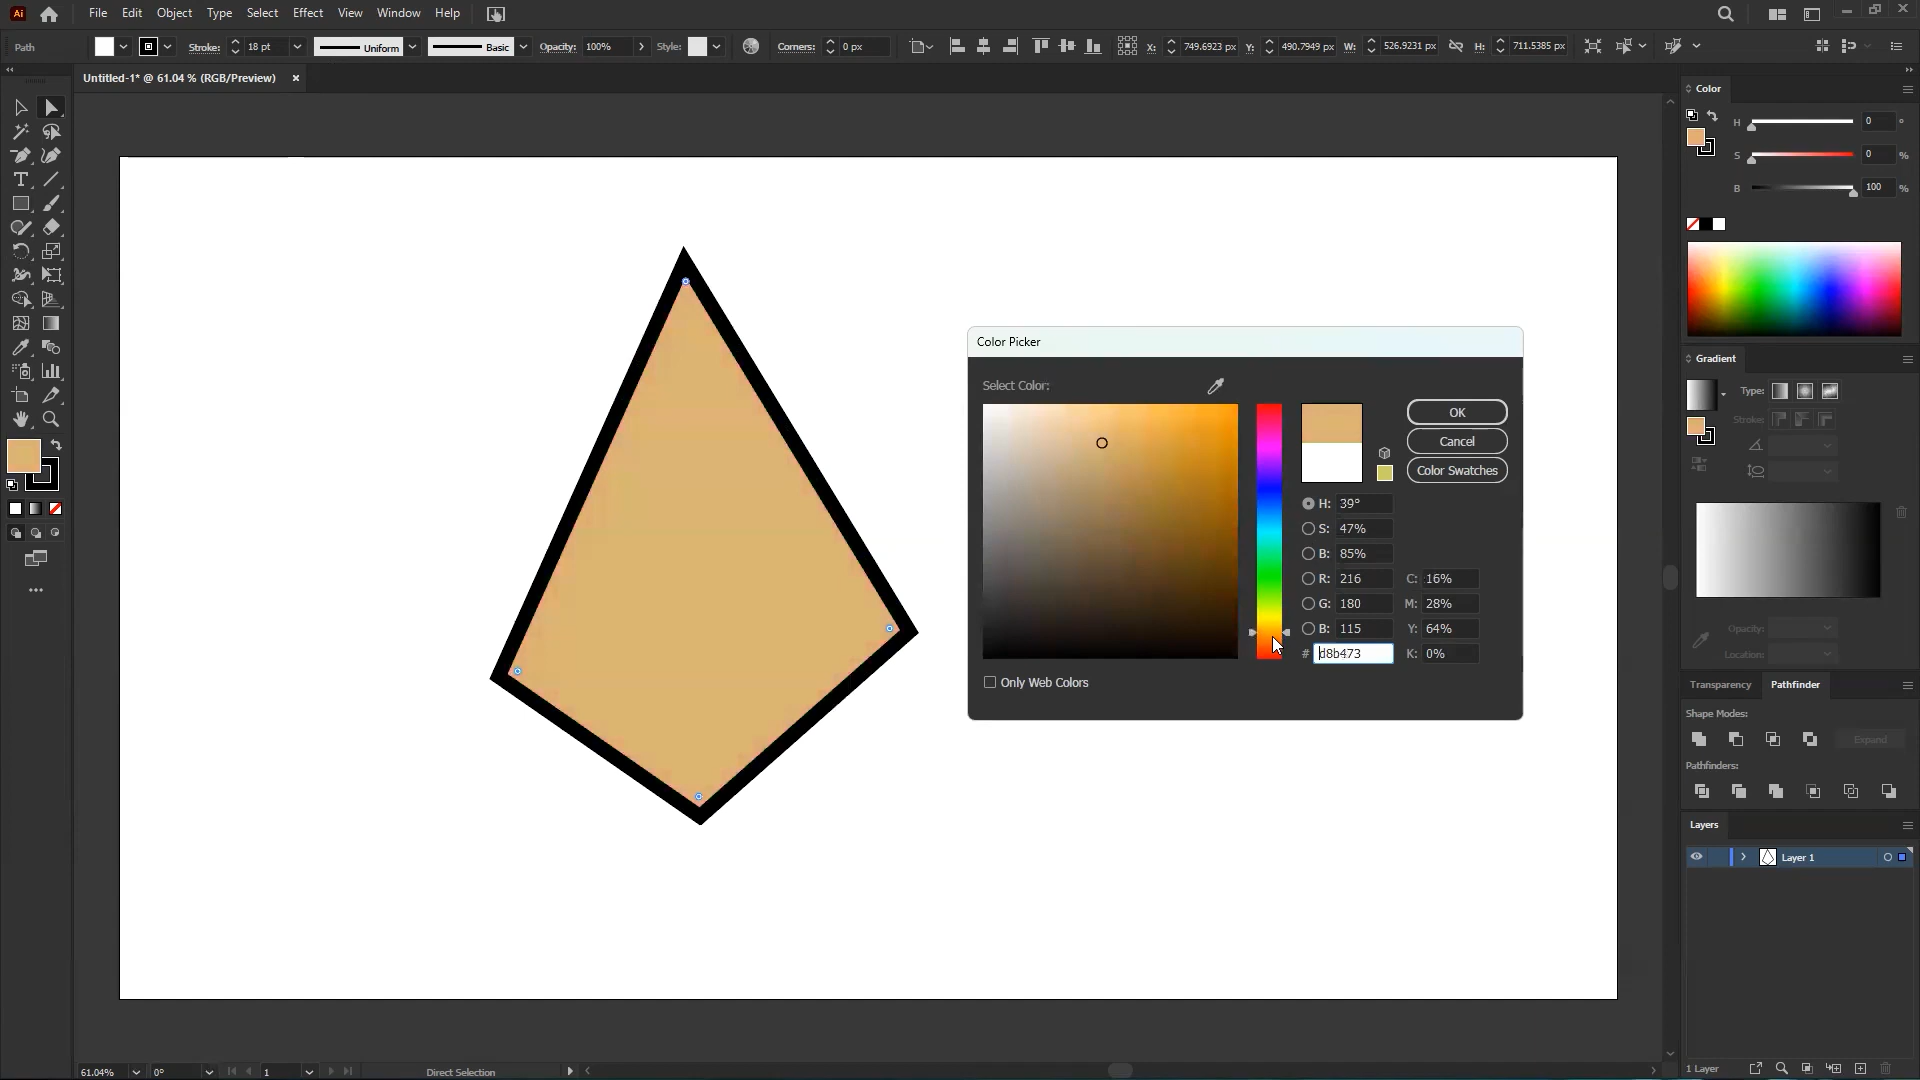 Ai File Edit Object Type Select Effect View Window Help
Path Stroke: 18 pt Uniform Basic Opacity: 100% Style: Corners: 0 px X: 749.6923 px Y: 490.7949 px W: 526.9231 px H: 711.5385 px
Untitled-1* @ 61.04 % (RGB/Preview)
Color
H 0 °
S 0 %
B 100 %
Color Picker
Select Color:
OK
Cancel
Color Swatches
H: 39°
S: 47%
B: 85%
R: 216 C: 16%
G: 180 M: 28%
B: 115 Y: 64%
# d8b473 K: 0%
Only Web Colors
Gradient
Type:
Stroke:
Opacity:
Location:
Transparency Pathfinder
Shape Modes:
Expand
Pathfinders:
Layers
Layer 1
1 Layer
61.04% 0° 1 Direct Selection